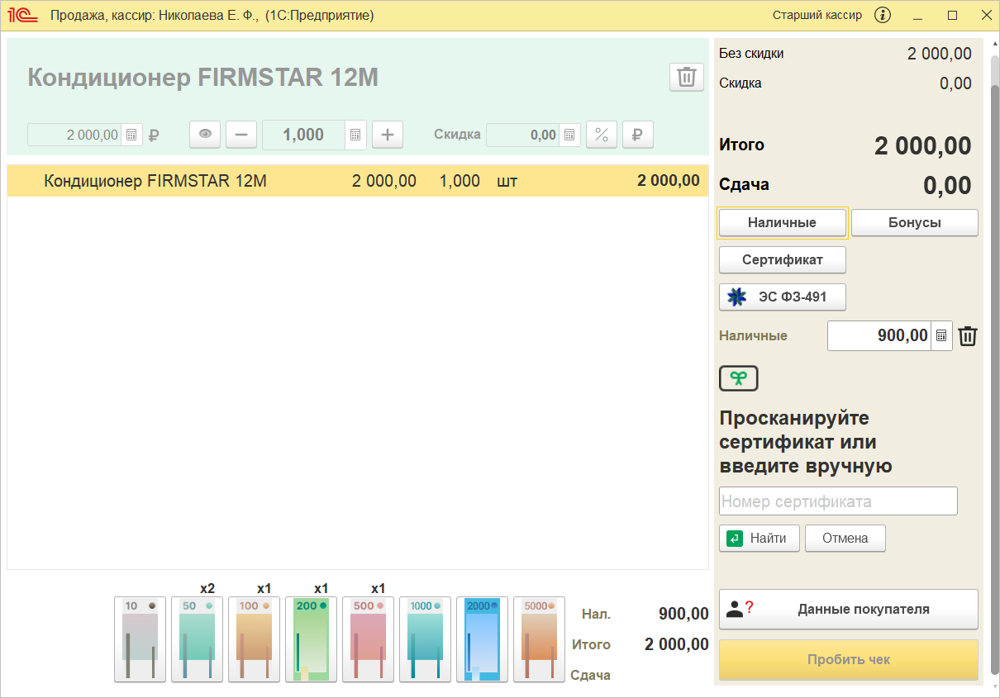 1С Продажа, кассир: Николаева Е. Ф., (1С:Предприятие)
Старший кассир
Кондиционер FIRMSTAR 12М
2 000,00 ₽
1,000
Скидка 0,00 % ₽
Кондиционер FIRMSTAR 12М 2 000,00 1,000 шт 2 000,00
Без скидки 2 000,00
Скидка 0,00
Итого 2 000,00
Сдача 0,00
Наличные Бонусы
Сертификат
ЭС ФЗ-491
Наличные 900,00
Просканируйте
сертификат или
введите вручную
Номер сертификата
Найти Отмена
Данные покупателя
Пробить чек
x2 x1 x1 x1
10 50 100 200 500 1000 2000 5000
Нал. 900,00
Итого 2 000,00
Сдача